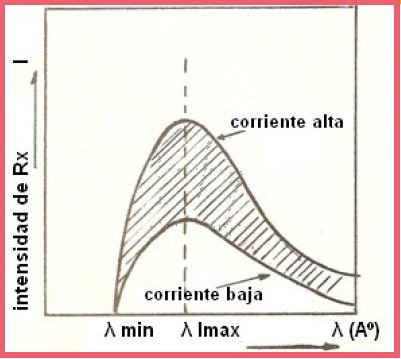 I
intensidad de Rx
corriente alta
corriente baja
λ min
λ Imax
λ (Aº)